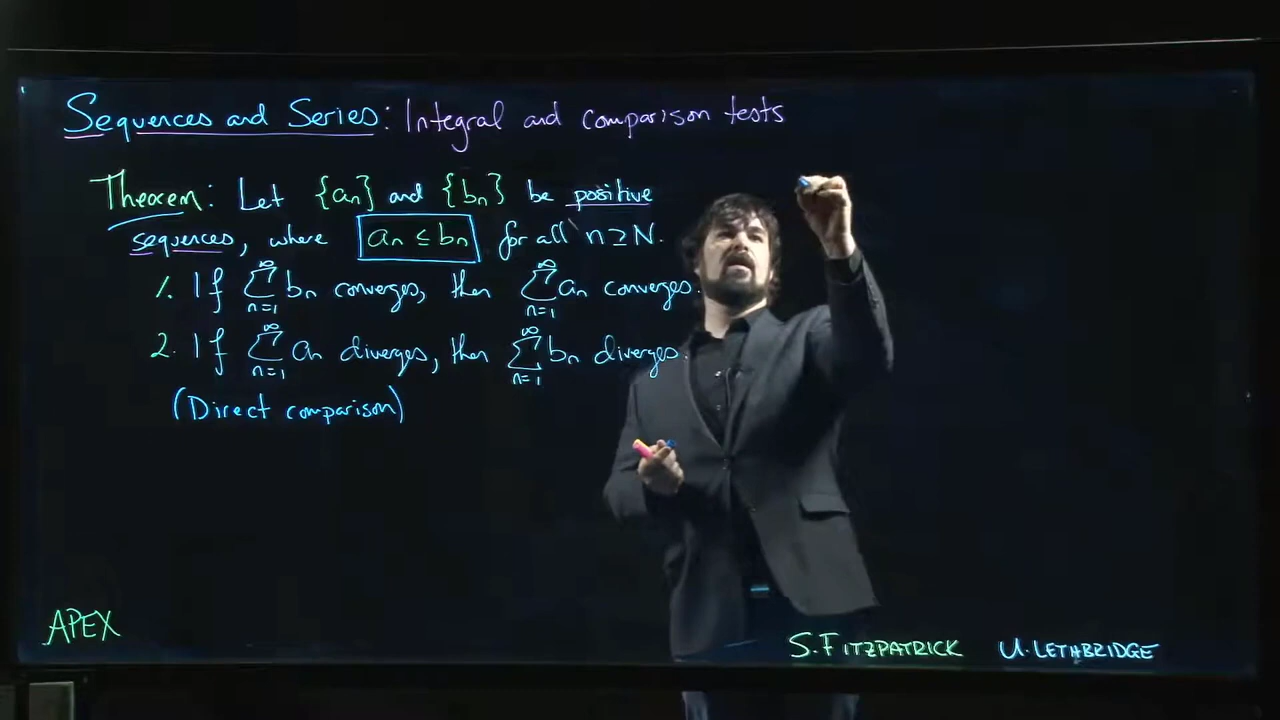 Sequences and Series: Integral and comparison tests
Theorem: Let {an} and {bn} be positive
sequences, where an ≤ bn for all n ≥ N.
1. If ∞∑n=1 bn converges, then ∞∑n=1 an converges.
2. If ∞∑n=1 an diverges, then ∞∑n=1 bn diverges.
(Direct comparison)
APEX
S. FITZPATRICK U. LETHBRIDGE